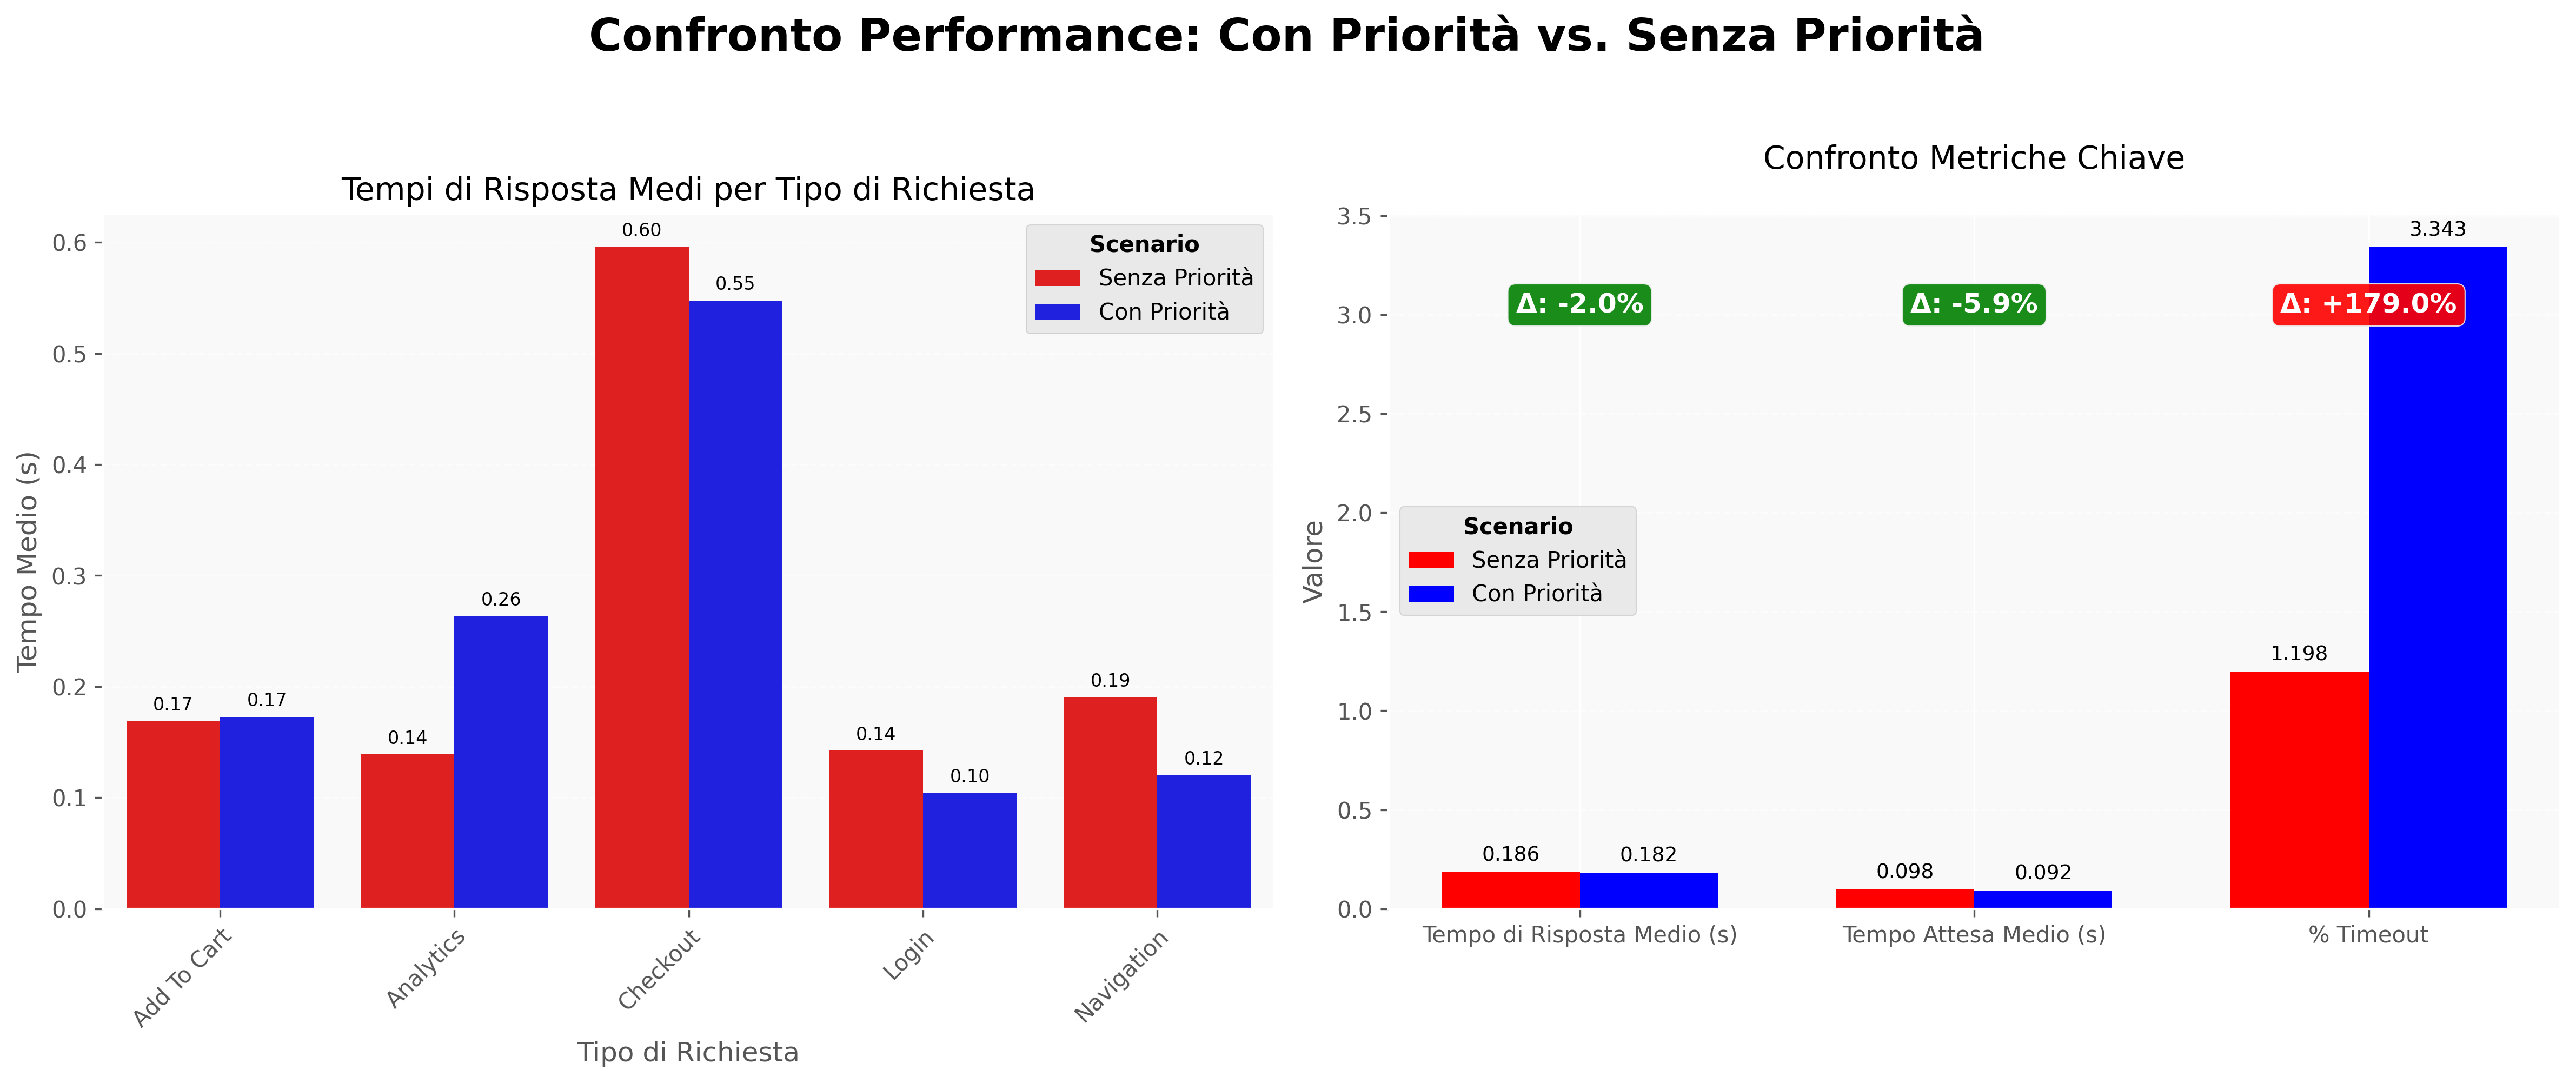 Confronto Performance: Con Priorità vs. Senza Priorità
Tempi di Risposta Medi per Tipo di Richiesta
Tempo Medio (s)
0.6
0.5
0.4
0.3
0.2
0.1
0.0
0.17
0.17
0.14
0.26
0.60
0.55
0.14
0.10
0.19
0.12
Scenario
Senza Priorità
Con Priorità
Add To Cart
Analytics
Checkout
Login
Navigation
Tipo di Richiesta
Confronto Metriche Chiave
Valore
3.5
3.0
2.5
2.0
1.5
1.0
0.5
0.0
Δ: -2.0%
Δ: -5.9%
Δ: +179.0%
Scenario
Senza Priorità
Con Priorità
0.186
0.182
0.098
0.092
1.198
3.343
Tempo di Risposta Medio (s)
Tempo Attesa Medio (s)
% Timeout